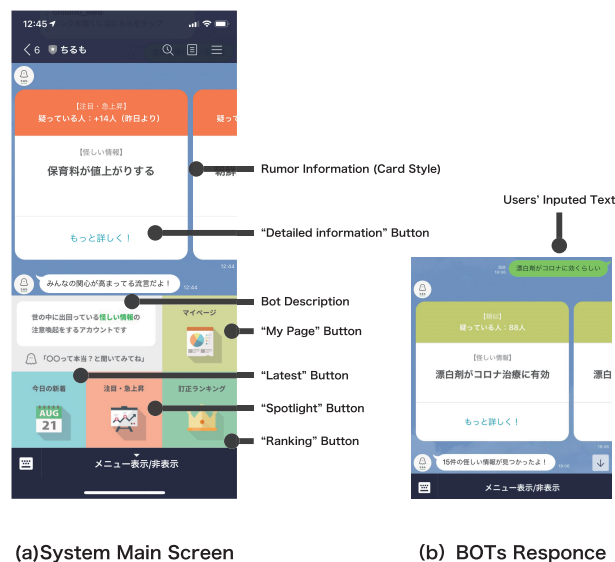 12:45
6 ちるも
【注目・急上昇】
疑っている人：+14人（昨日より）
疑って
【怪しい情報】
保育料が値上がりする
朝鮮
もっと詳しく！
12:44
みんなの関心が高まってる流言だよ！
12:44
世の中に出回っている怪しい情報の
注意喚起をするアカウントです
「〇〇って本当？と聞いてみてね」
マイページ
今日の新着
AUG
21
注目・急上昇
訂正ランキング
メニュー表示/非表示
Rumor Information (Card Style)
“Detailed information” Button
Bot Description
“My Page” Button
“Latest” Button
“Spotlight” Button
“Ranking” Button
(a)System Main Screen
Users' Inputed Text
漂白剤がコロナに効くらしい
疑っている人：88人
【怪しい情報】
漂白剤がコロナ治療に有効
漂白
もっと詳しく！
15件の怪しい情報が見つかったよ！
メニュー表示/非表示
(b) BOTs Responce